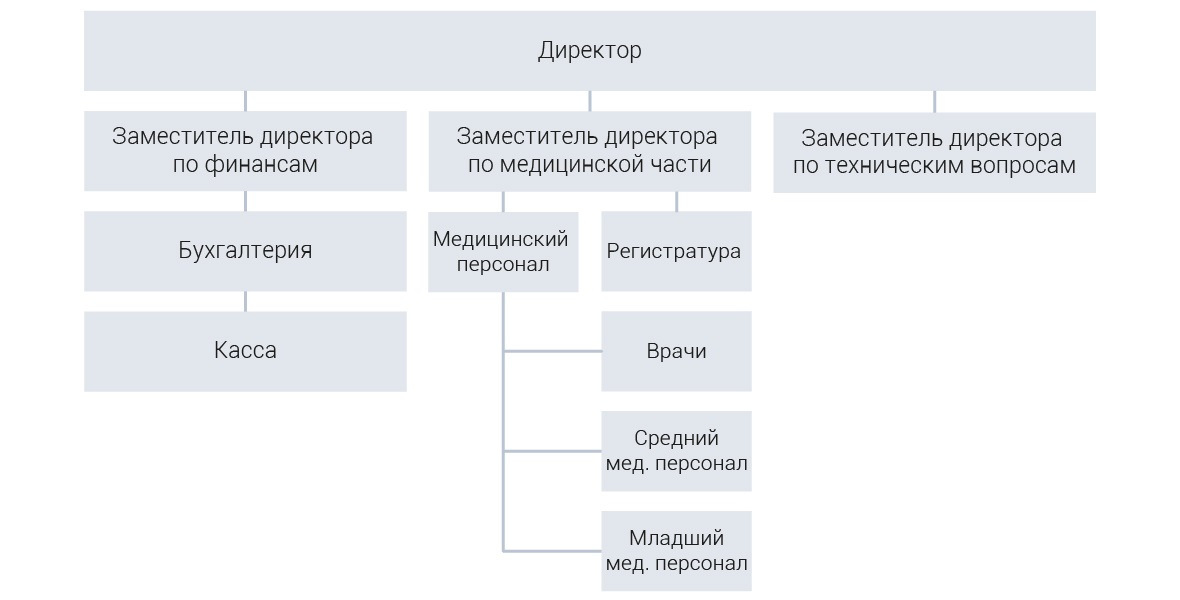 Директор
Заместитель директора
по финансам
Заместитель директора
по медицинской части
Заместитель директора
по техническим вопросам
Бухгалтерия
Медицинский
персонал
Регистратура
Касса
Врачи
Средний
мед. персонал
Младший
мед. персонал